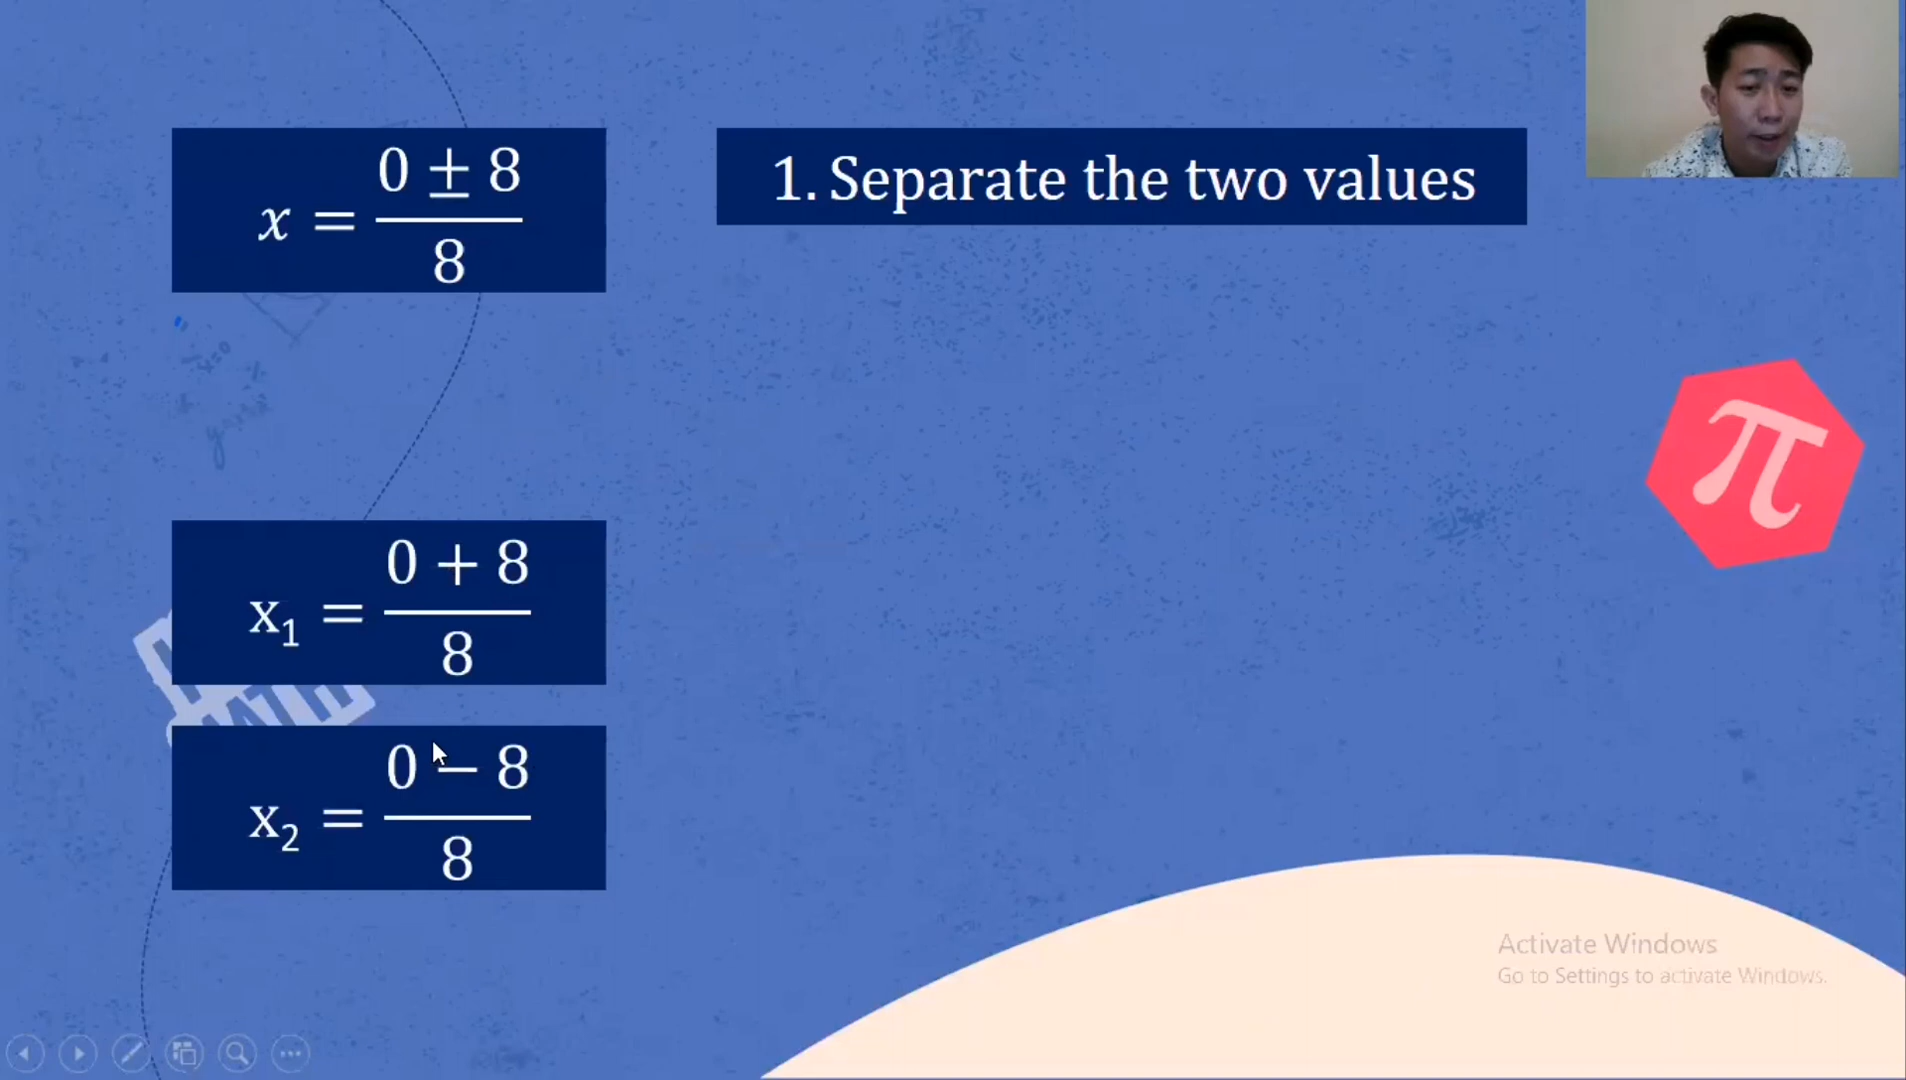 x = 0 ± 8 / 8
1. Separate the two values
π
x₁ = 0 + 8 / 8
x₂ = 0 − 8 / 8
Activate Windows
Go to Settings to activate Windows.